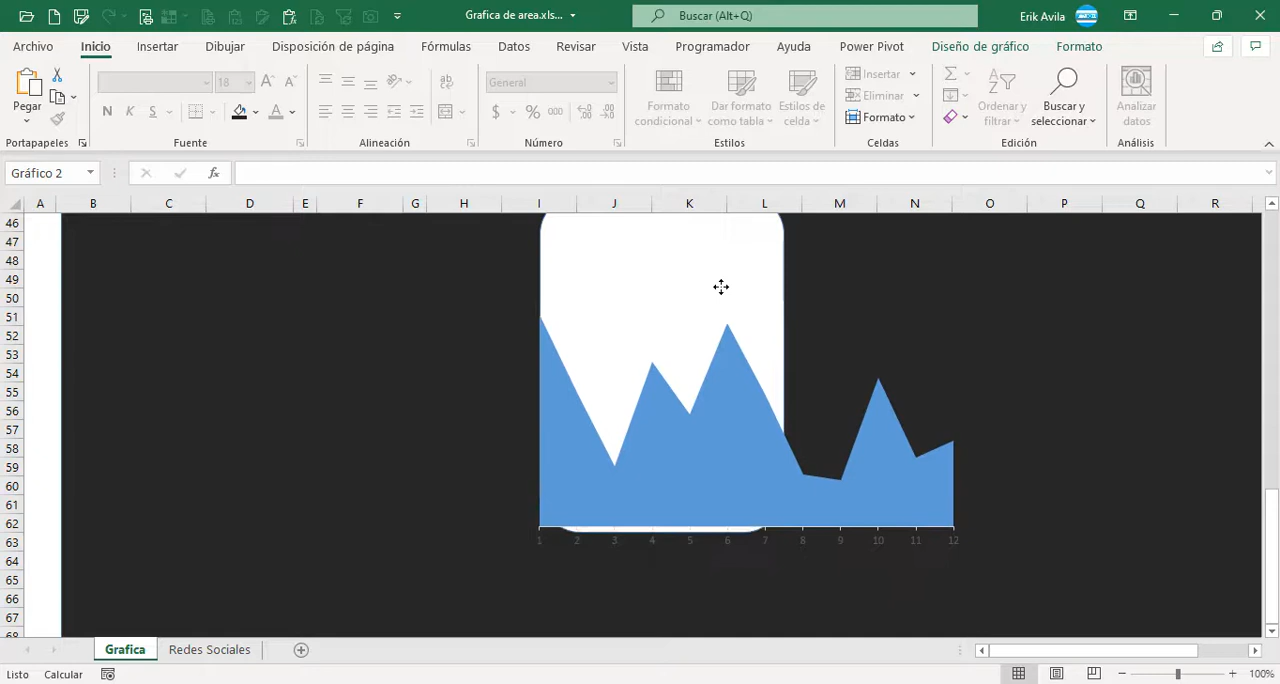 Grafica de area.xls...
Buscar (Alt+Q)
Erik Avila
Archivo Inicio Insertar Dibujar Disposición de página Fórmulas Datos Revisar Vista Programador Ayuda Power Pivot Diseño de gráfico Formato
Pegar
18
N K S
General
$ % 000
Formato condicional
Dar formato como tabla
Estilos de celda
Insertar
Eliminar
Formato
Ordenar y filtrar
Buscar y seleccionar
Analizar datos
Portapapeles Fuente Alineación Número Estilos Celdas Edición Análisis
Gráfico 2
fx
A B C D E F G H I J K L M N O P Q R
46
47
48
49
50
51
52
53
54
55
56
57
58
59
60
61
62
63
64
65
66
67
68
1 2 3 4 5 6 7 8 9 10 11 12
Grafica Redes Sociales
Listo Calcular
100%